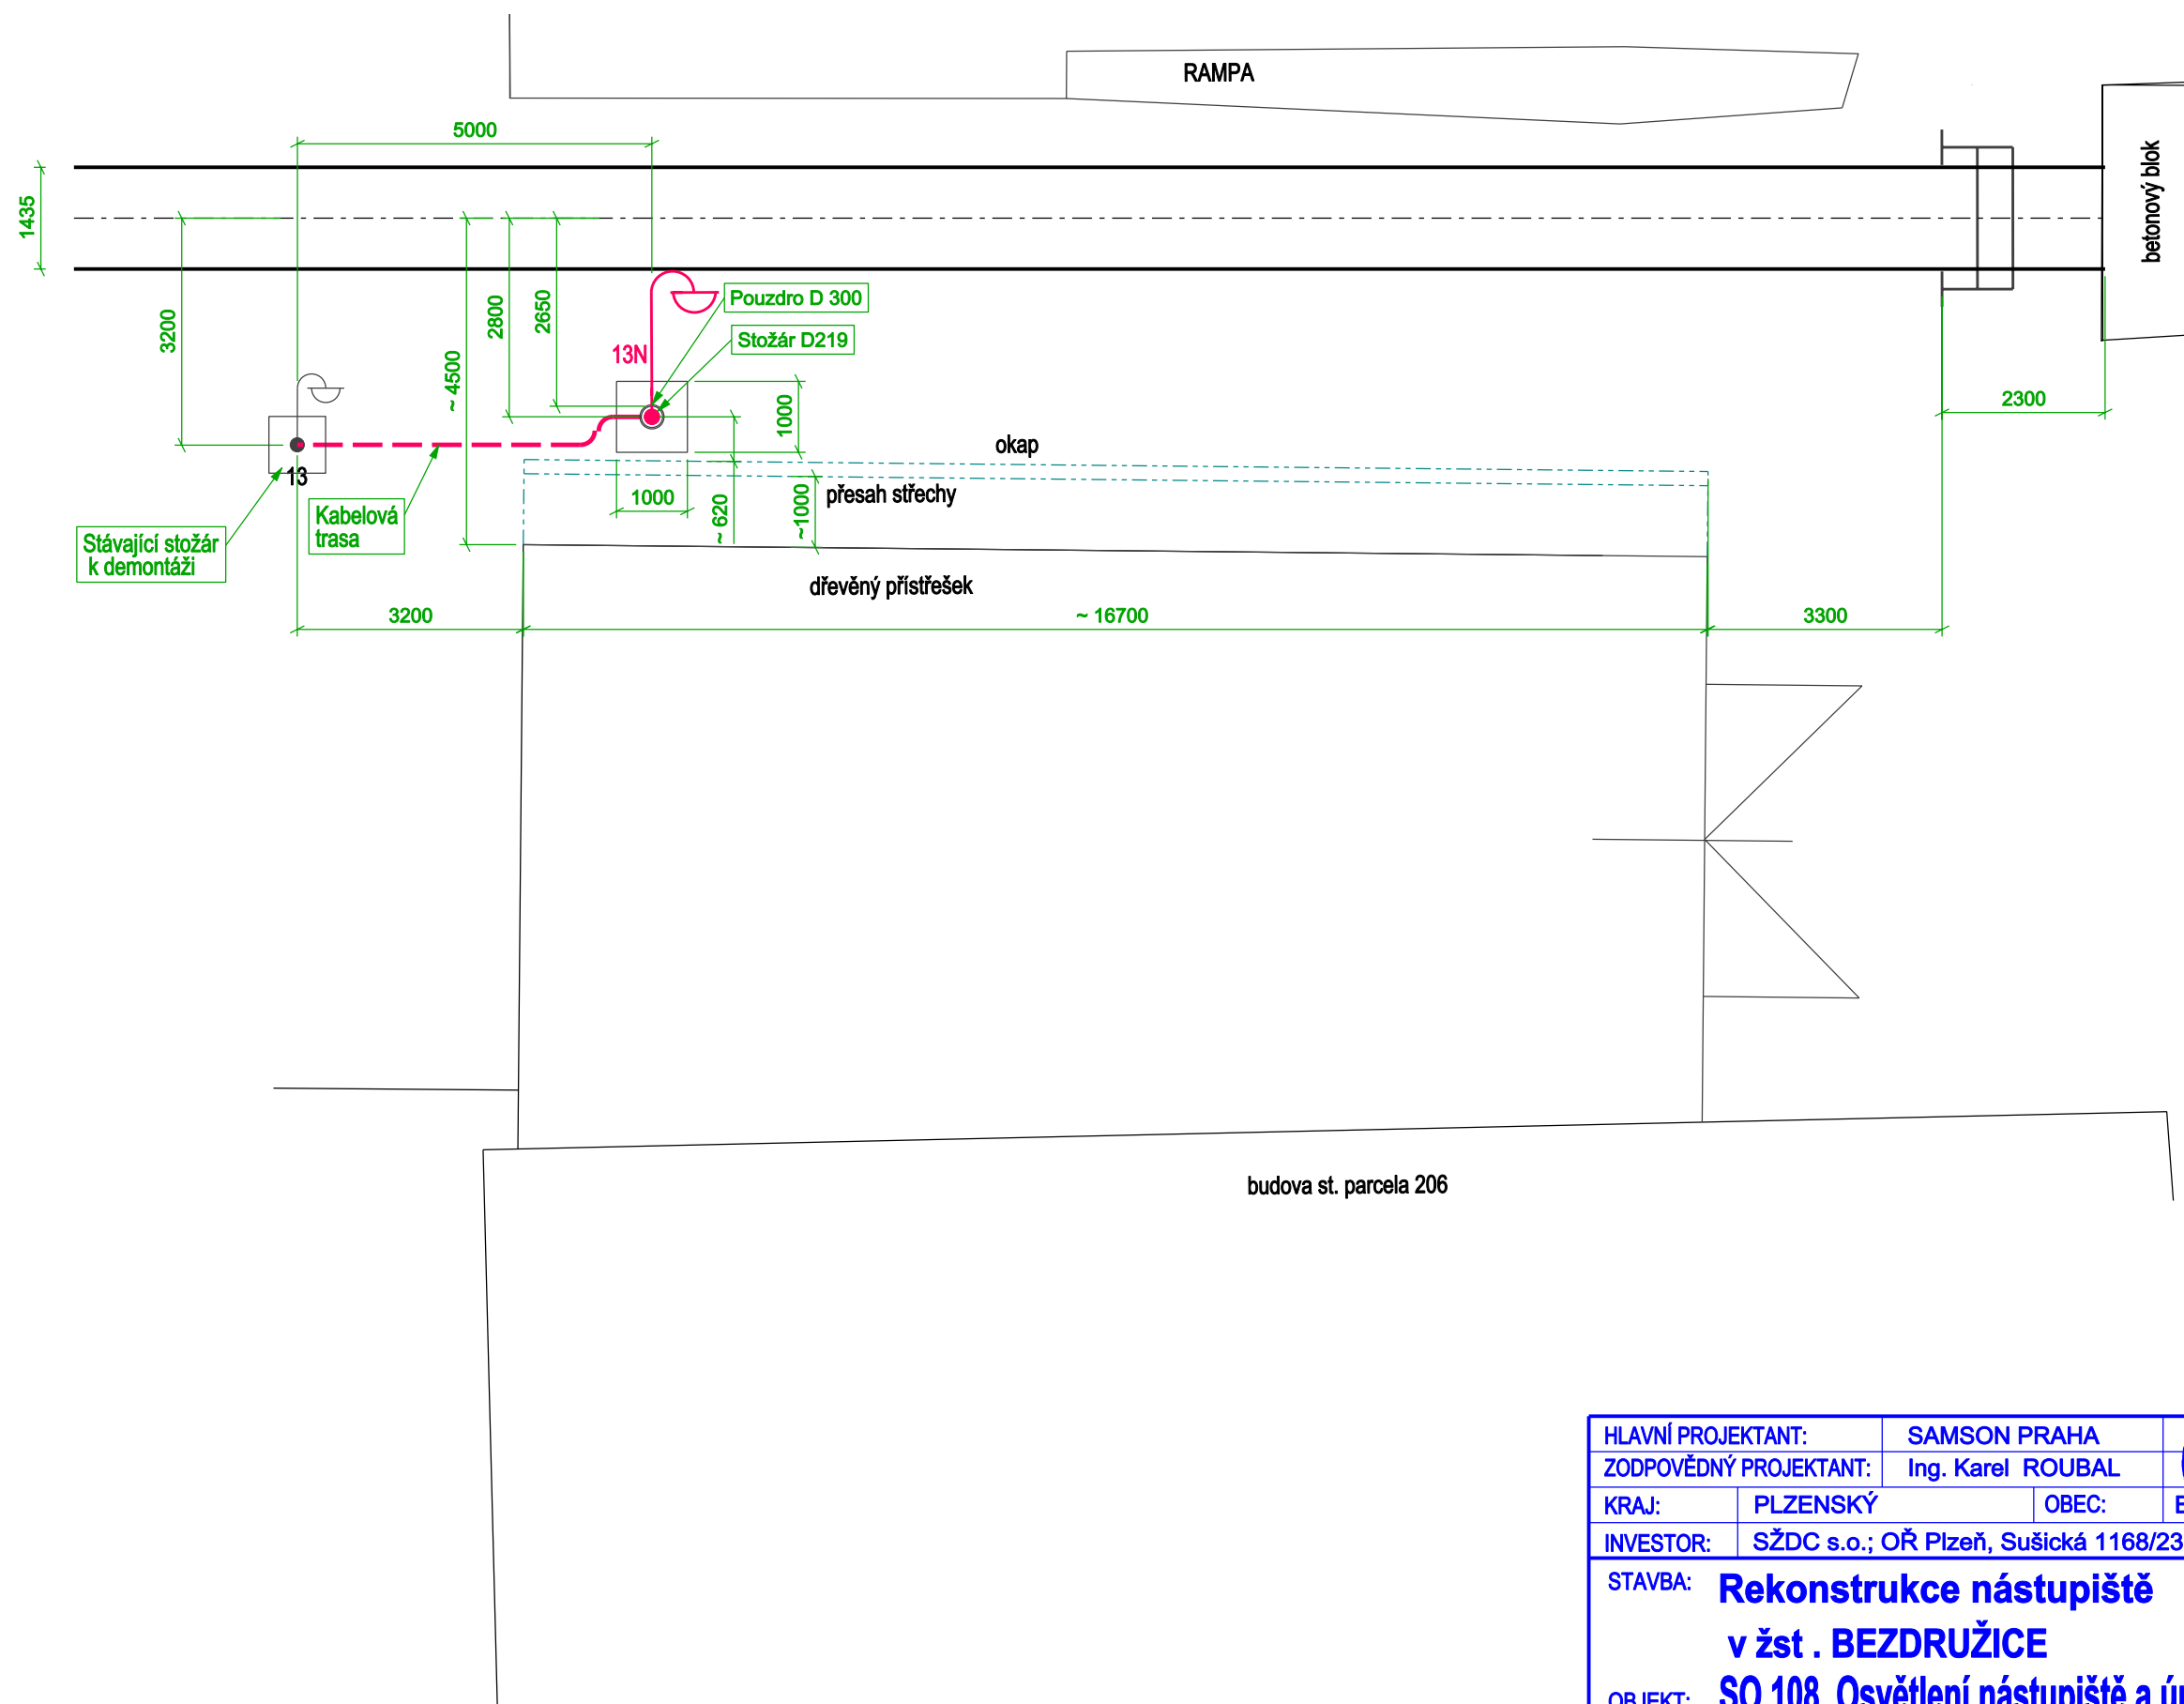 RAMPA
5000
betonový blok
1435
3200
~ 4500
2800
2650
Pouzdro D 300
Stožár D219
13N
1000
2300
okap
13
1000
~ 620
~1000
přesah střechy
Kabelová
trasa
Stávající stožár
k demontáži
dřevěný přístřešek
3200
~ 16700
3300
budova st. parcela 206
HLAVNÍ PROJEKTANT: SAMSON PRAHA
ZODPOVĚDNÝ PROJEKTANT: Ing. Karel ROUBAL
KRAJ: PLZENSKÝ OBEC:
INVESTOR: SŽDC s.o.; OŘ Plzeň, Sušická 1168/23
STAVBA: Rekonstrukce nástupiště
v žst . BEZDRUŽICE
OBJEKT: SO 108 Osvětlení nástupiště a